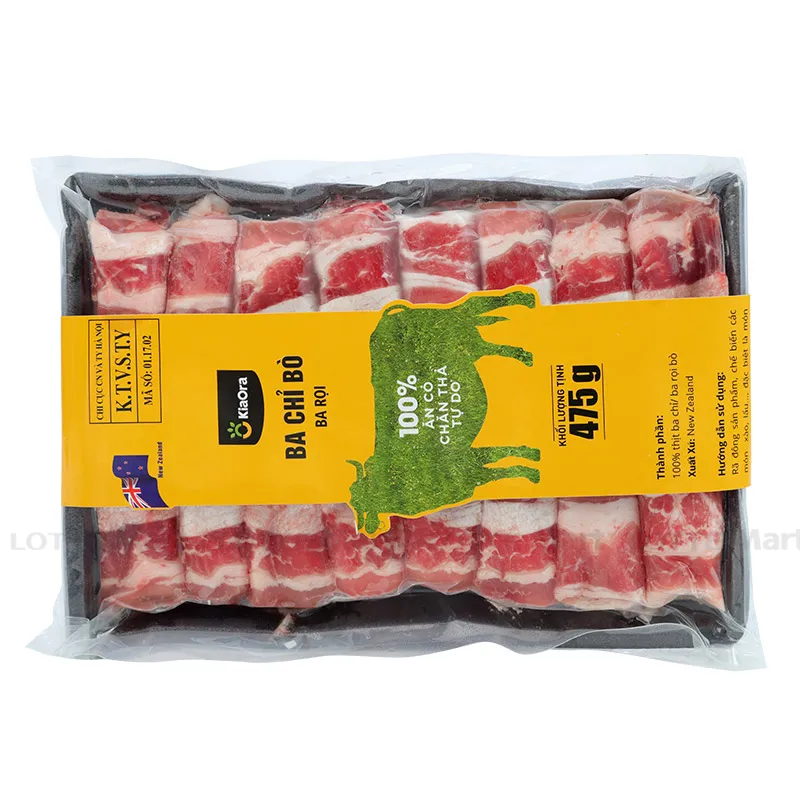 CHI CỤC CN VÀ TY HÀ NỘI
K.T.V.S.T.Y
MÃ SỐ: 01.17.02
New Zealand
KiaOra
BA CHỈ BÒ
BA RỌI
100%
ĂN CỎ
CHĂN THẢ
TỰ DO
KHỐI LƯỢNG TỊNH
475 g
Thành phần:
100% thịt ba chỉ/ ba rọi bò
Xuất Xứ: New Zealand
Hướng dẫn sử dụng:
Rã đông sản phẩm, chế biến các
món xào, lẩu,.. đặc biệt là món
LOT
Mart